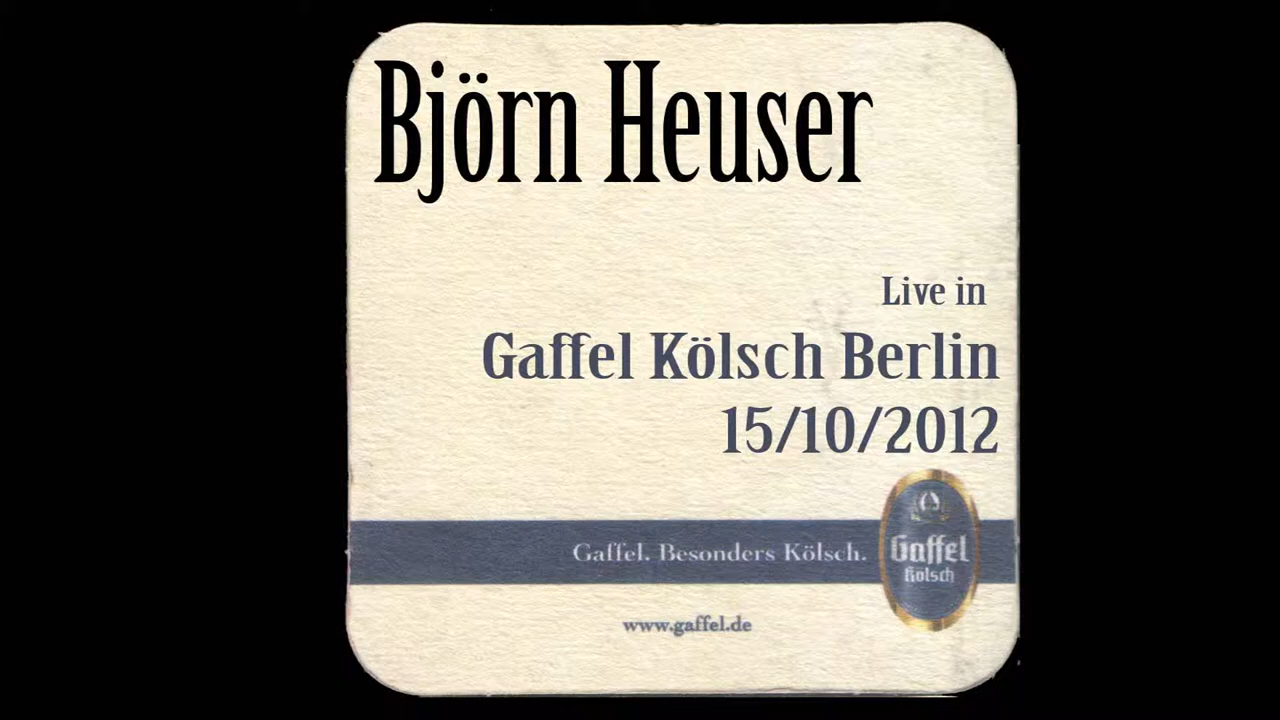 Björn Heuser
Live in
Gaffel Kölsch Berlin
15/10/2012
Gaffel. Besonders Kölsch.
Gaffel
Kölsch
www.gaffel.de